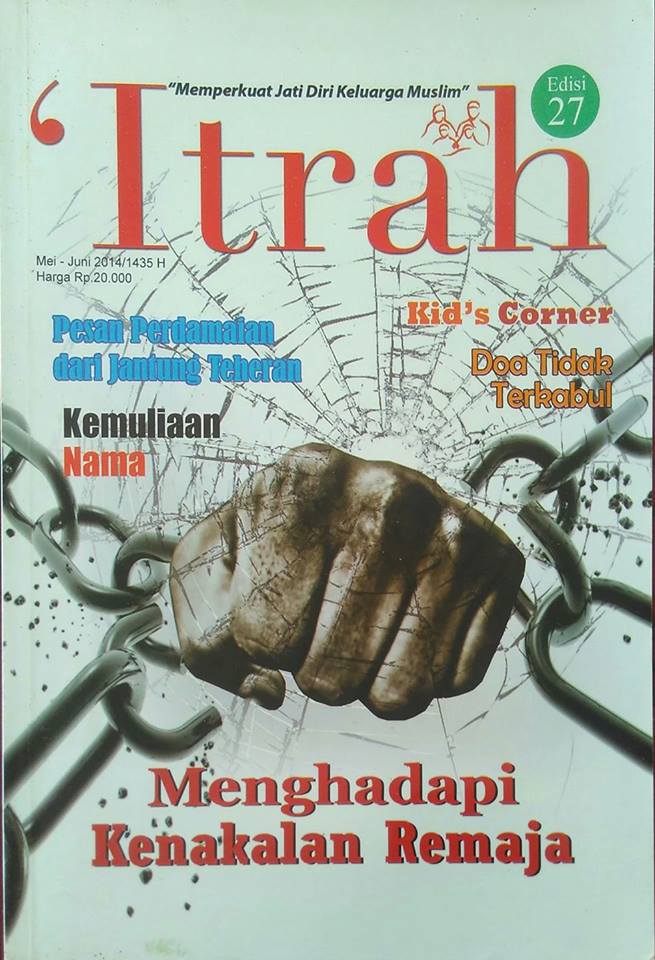 "Memperkuat Jati Diri Keluarga Muslim"
Edisi
27
‘Itrah
Mei - Juni 2014/1435 H
Harga Rp.20.000
Kid's Corner
Pesan Perdamaian
dari Jantung Teheran
Doa Tidak
Terkabul
Kemuliaan
Nama
Menghadapi
Kenakalan Remaja